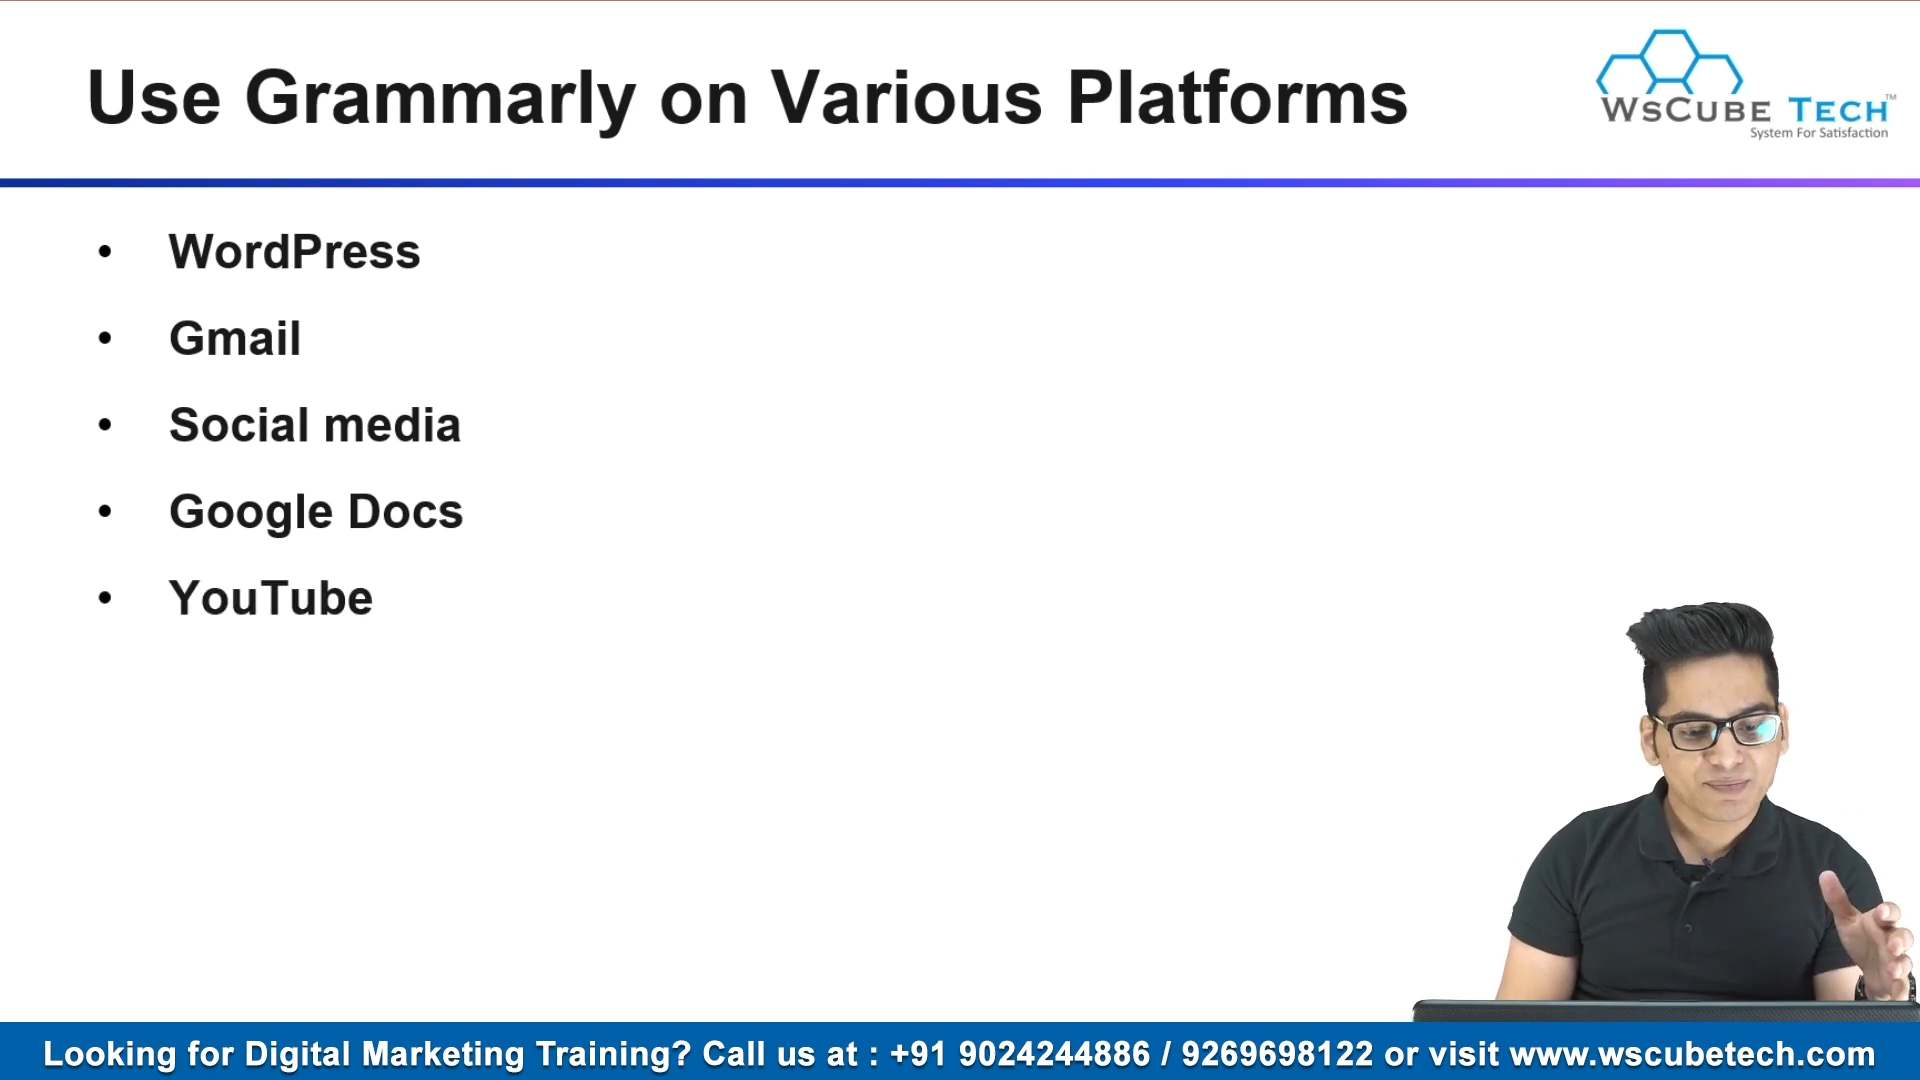 Use Grammarly on Various Platforms
WsCube Tech™
System For Satisfaction
• WordPress
• Gmail
• Social media
• Google Docs
• YouTube
Looking for Digital Marketing Training? Call us at : +91 9024244886 / 9269698122 or visit www.wscubetech.com